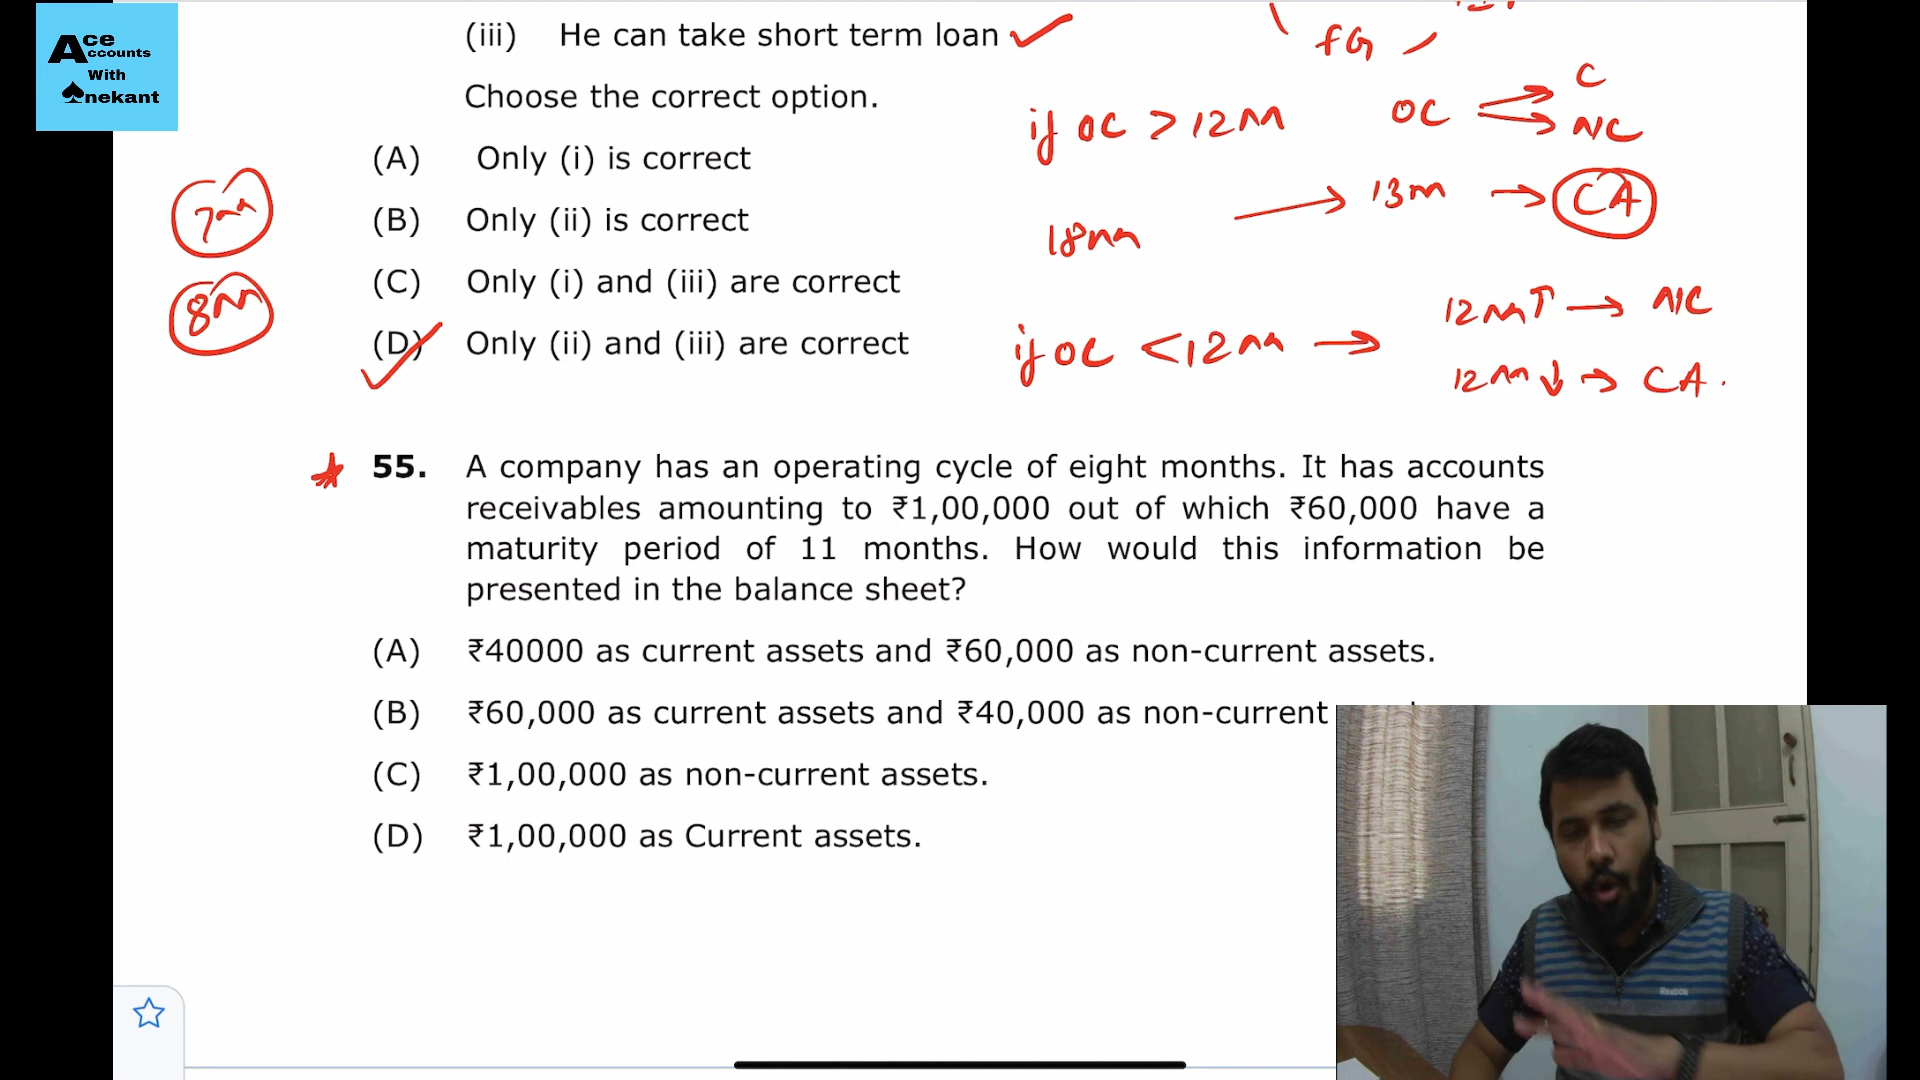 Ace
Accounts
With
Anekant
(iii) He can take short term loan
FG
Choose the correct option.
if OC > 12m
OC
C
NC
(A) Only (i) is correct
18m
13m
CA
7m
(B) Only (ii) is correct
(C) Only (i) and (iii) are correct
8m
(D) Only (ii) and (iii) are correct
if OC < 12m
12m↑ → NC
12m↓ → CA.
55. A company has an operating cycle of eight months. It has accounts
receivables amounting to ₹1,00,000 out of which ₹60,000 have a
maturity period of 11 months. How would this information be
presented in the balance sheet?
(A) ₹40000 as current assets and ₹60,000 as non-current assets.
(B) ₹60,000 as current assets and ₹40,000 as non-current
(C) ₹1,00,000 as non-current assets.
(D) ₹1,00,000 as Current assets.
Reebok